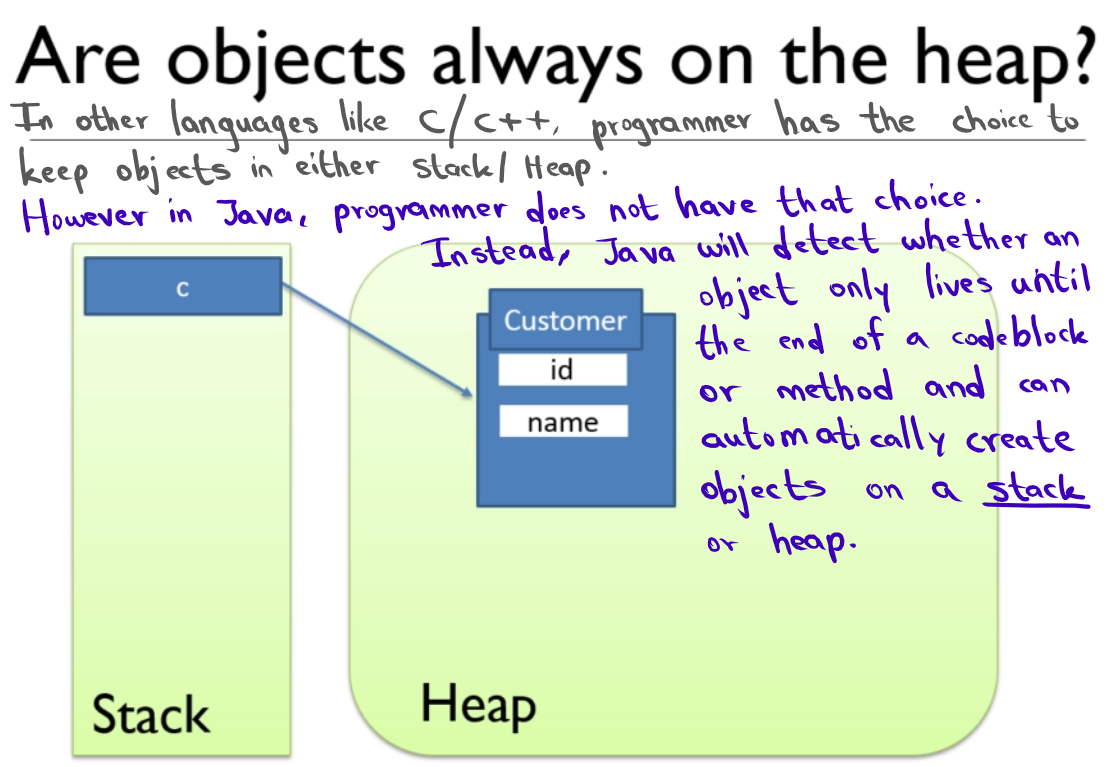 Are objects always on the heap?
In other languages like C/C++, programmer has the choice to
keep objects in either stack/ Heap.
However in Java, programmer does not have that choice.
Instead, Java will detect whether an
object only lives until
the end of a codeblock
or method and can
automatically create
objects on a stack
or heap.
c
Customer
id
name
Stack
Heap